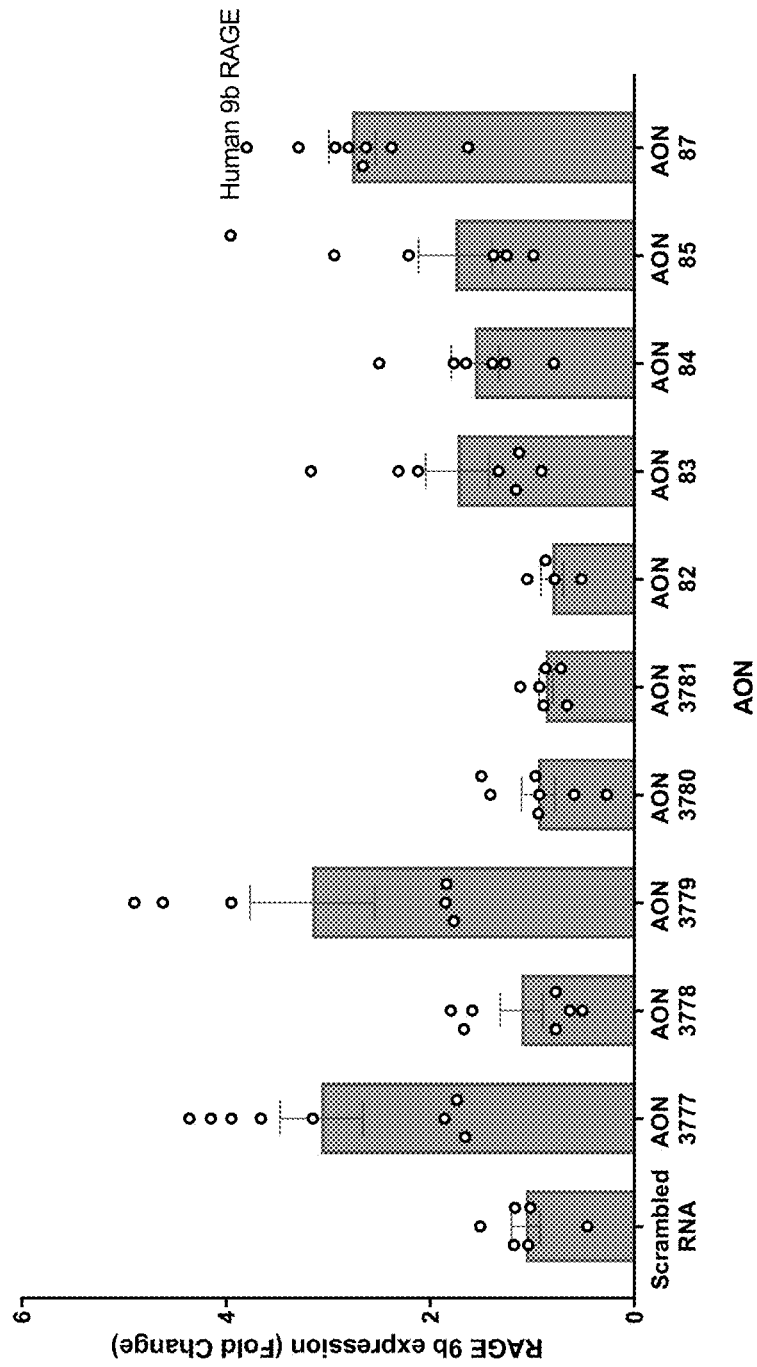 RAGE 9b expression (Fold Change)
6
4
2
0
Human 9b RAGE
Scrambled
RNA
AON
3777
AON
3778
AON
3779
AON
3780
AON
3781
AON
82
AON
83
AON
84
AON
85
AON
87
AON